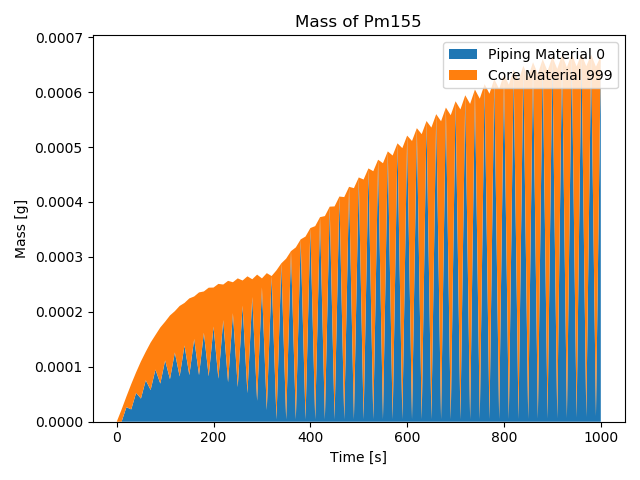 Mass of Pm155
Mass [g]
0.0007
0.0006
0.0005
0.0004
0.0003
0.0002
0.0001
0.0000
Piping Material 0
Core Material 999
0
200
400
600
800
1000
Time [s]